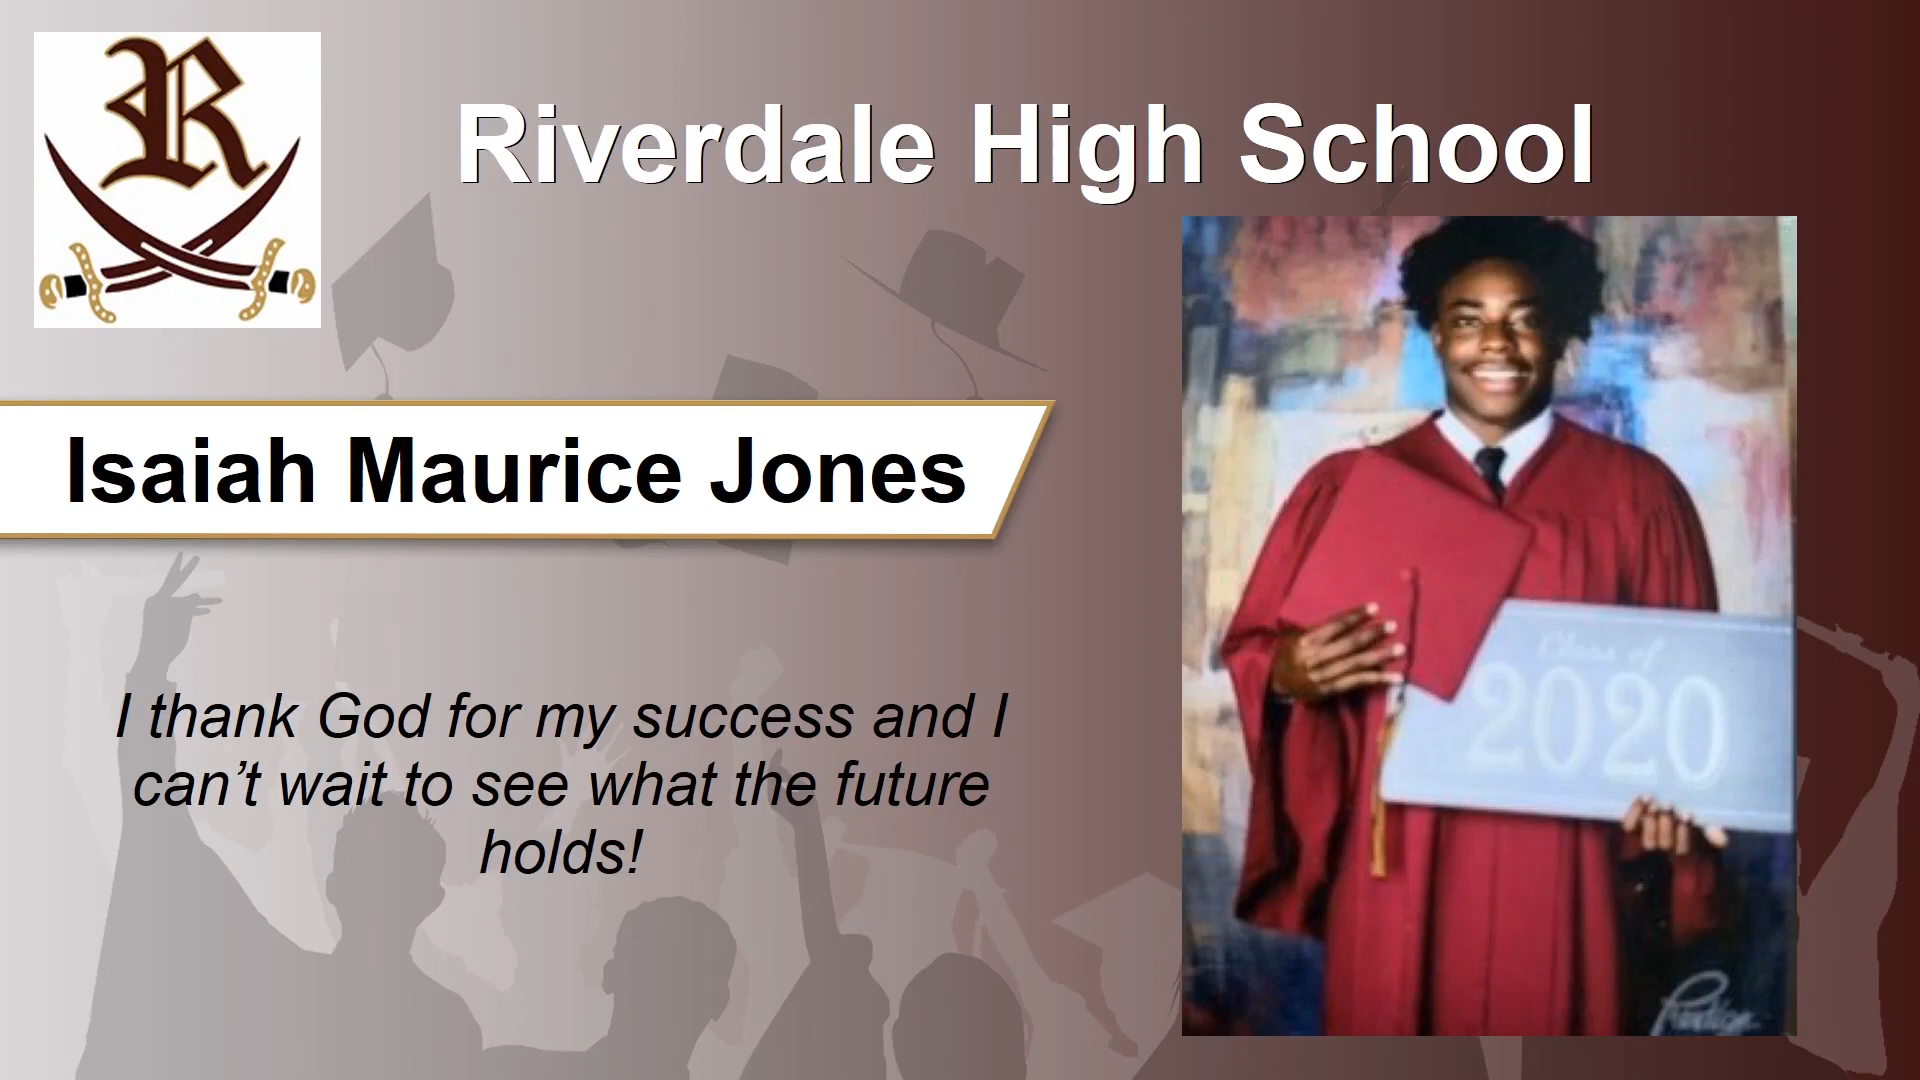 R
Riverdale High School
Isaiah Maurice Jones
I thank God for my success and I
can’t wait to see what the future
holds!
Class of
2020
Prestige